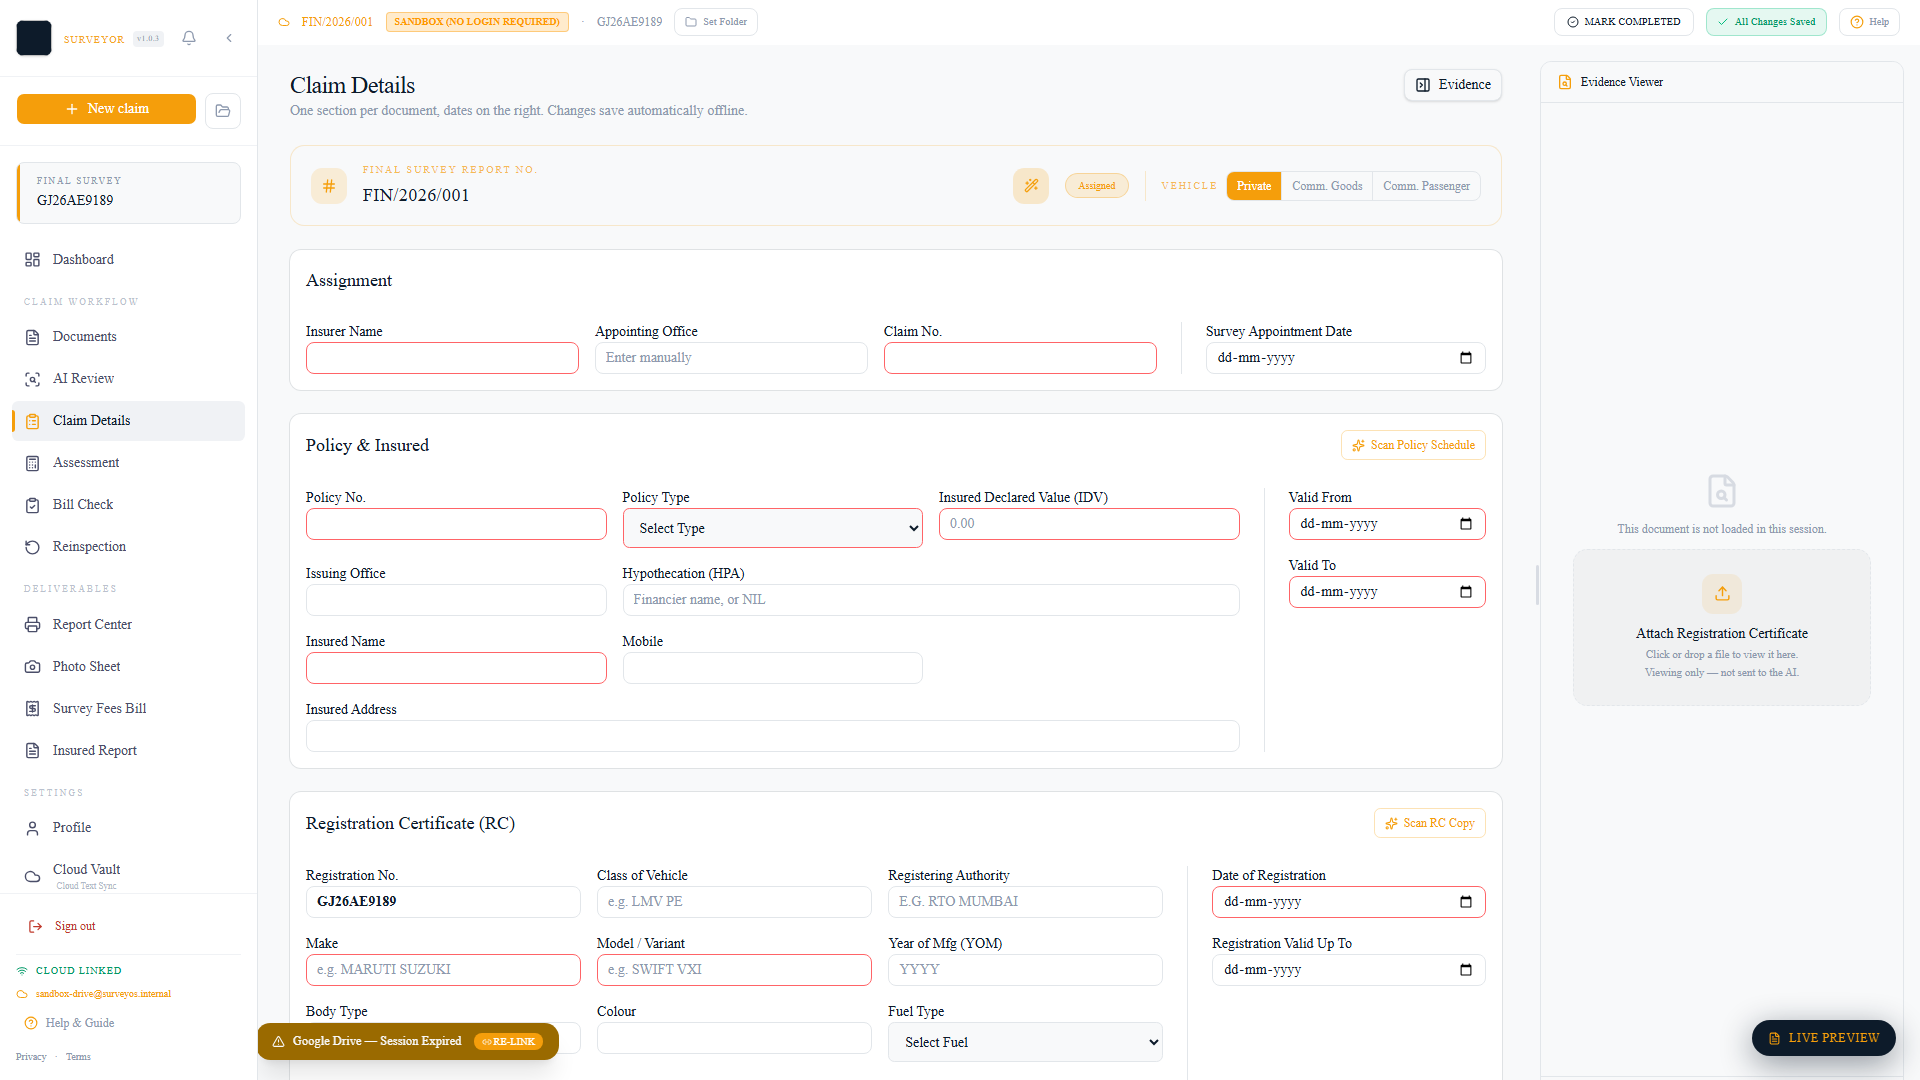 SURVEYOR v1.0.3
New claim
FINAL SURVEY
GJ26AE9189
Dashboard
CLAIM WORKFLOW
Documents
AI Review
Claim Details
Assessment
Bill Check
Reinspection
DELIVERABLES
Report Center
Photo Sheet
Survey Fees Bill
Insured Report
SETTINGS
Profile
Cloud Vault
Cloud Text Sync
Sign out
CLOUD LINKED
sandbox-drive@surveyos.internal
Help & Guide
Privacy · Terms
FIN/2026/001 SANDBOX (NO LOGIN REQUIRED) · GJ26AE9189 Set Folder
MARK COMPLETED All Changes Saved Help
Claim Details
One section per document, dates on the right. Changes save automatically offline.
Evidence
FINAL SURVEY REPORT NO.
# FIN/2026/001
Assigned VEHICLE Private Comm. Goods Comm. Passenger
Assignment
Insurer Name Appointing Office Claim No. Survey Appointment Date
Enter manually dd-mm-yyyy
Policy & Insured Scan Policy Schedule
Policy No. Policy Type Insured Declared Value (IDV) Valid From
Select Type 0.00 dd-mm-yyyy
Valid To
Issuing Office Hypothecation (HPA)
Financier name, or NIL dd-mm-yyyy
Insured Name Mobile
Insured Address
Registration Certificate (RC) Scan RC Copy
Registration No. Class of Vehicle Registering Authority Date of Registration
GJ26AE9189 e.g. LMV PE E.G. RTO MUMBAI dd-mm-yyyy
Make Model / Variant Year of Mfg (YOM) Registration Valid Up To
e.g. MARUTI SUZUKI e.g. SWIFT VXI YYYY dd-mm-yyyy
Body Type Colour Fuel Type
Select Fuel
Google Drive — Session Expired RE-LINK
Evidence Viewer
This document is not loaded in this session.
Attach Registration Certificate
Click or drop a file to view it here.
Viewing only — not sent to the AI.
LIVE PREVIEW